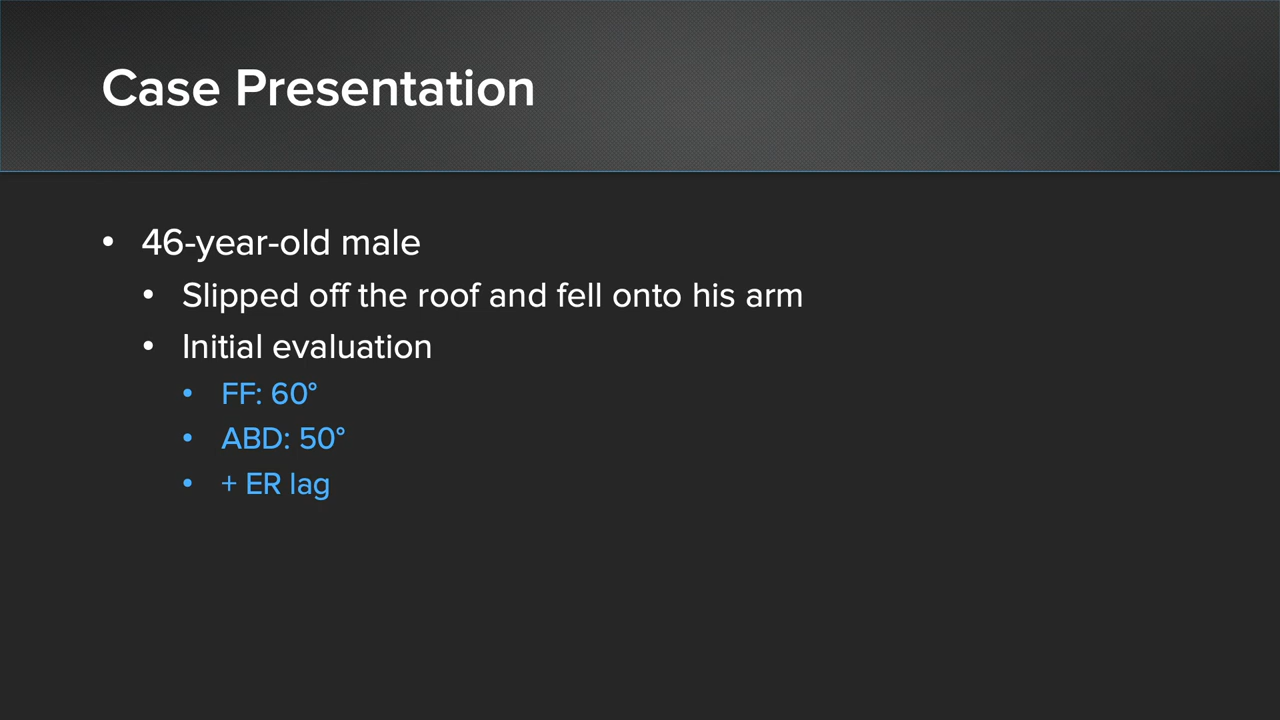 Case Presentation
• 46-year-old male
• Slipped off the roof and fell onto his arm
• Initial evaluation
• FF: 60°
• ABD: 50°
• + ER lag